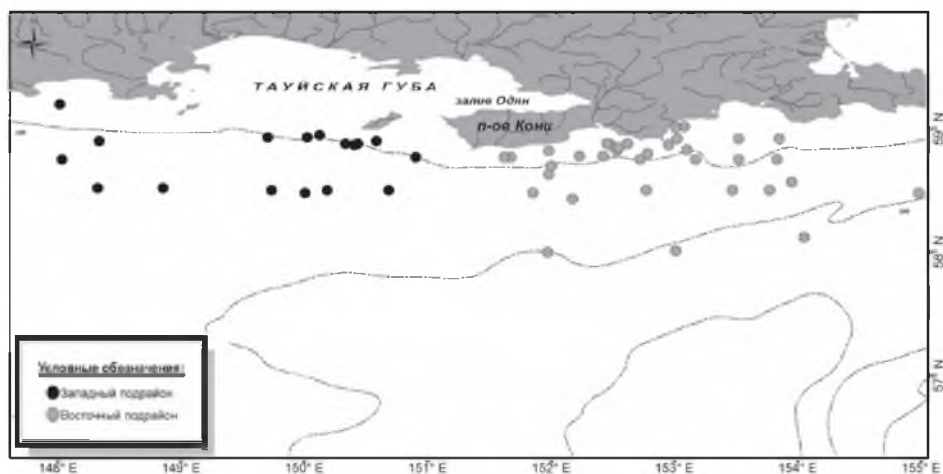 ТАУЙСКАЯ ГУБА
залив Одян
п-ов Кони
59° N
58° N
57° N
Условные обозначения:
Западный подрайон
Восточный подрайон
148° E
149° E
150° E
151° E
152° E
153° E
154° E
155° E